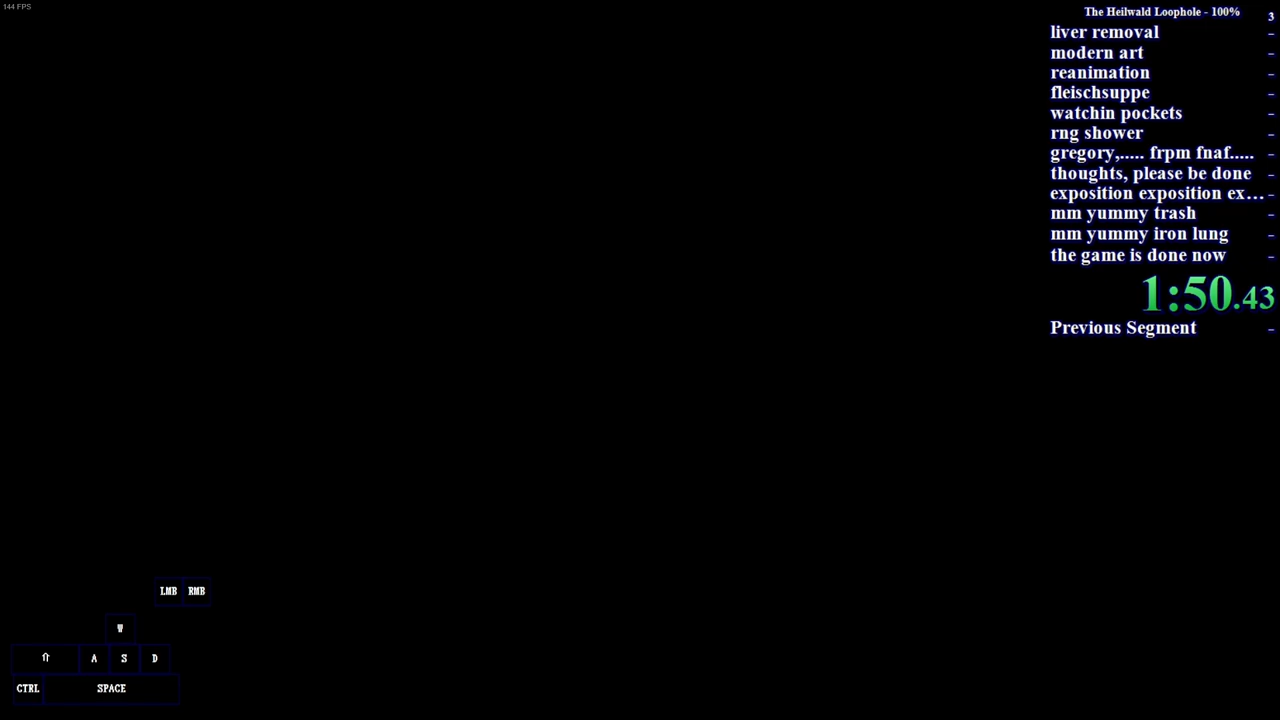 144 FPS
The Heilwald Loophole - 100%
3
liver removal -
modern art -
reanimation -
fleischsuppe -
watchin pockets -
rng shower -
gregory,..... frpm fnaf..... -
thoughts, please be done -
exposition exposition ex... -
mm yummy trash -
mm yummy iron lung -
the game is done now -
1:50.43
Previous Segment -
LMB RMB
W
⇧ A S D
CTRL SPACE